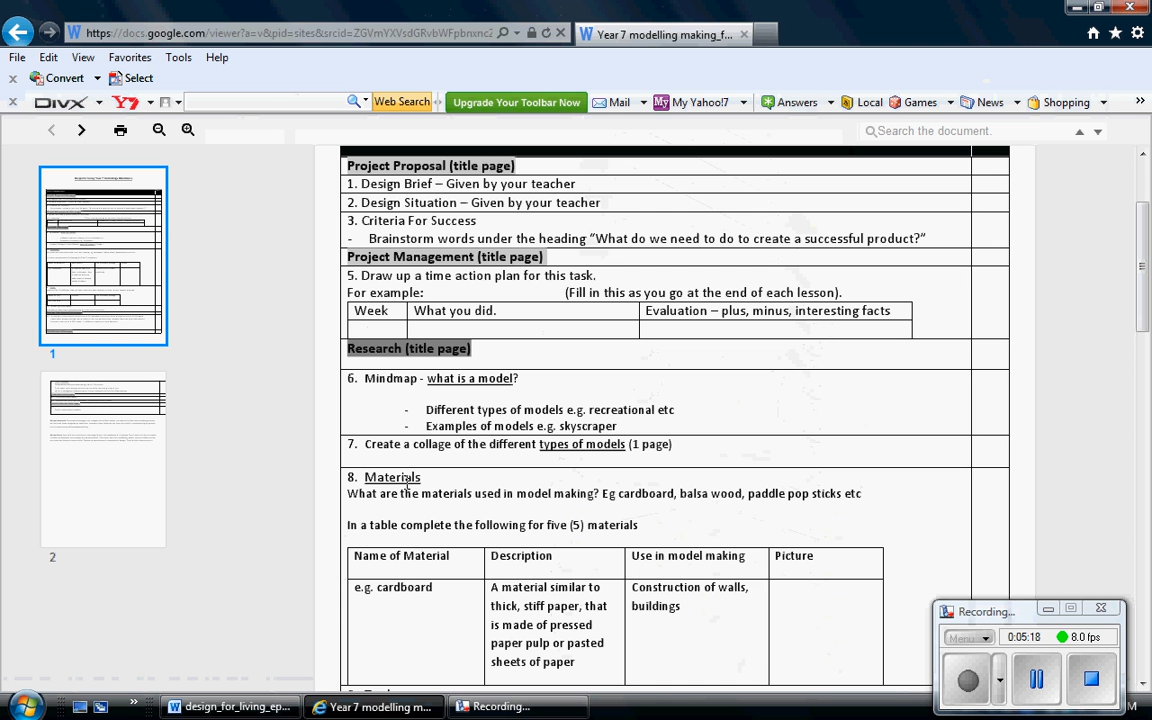 https://docs.google.com/viewer?a=v&pid=sites&srcid=ZGVmYXVsdGRvbWFpbnxnc2
Year 7 modelling making_f...
File Edit View Favorites Tools Help
Convert Select
DIVX Y7 Web Search Upgrade Your Toolbar Now Mail My Yahoo!7 Answers Local Games News Shopping
Search the document.
Project Proposal (title page)
1. Design Brief – Given by your teacher
2. Design Situation – Given by your teacher
3. Criteria For Success
- Brainstorm words under the heading “What do we need to do to create a successful product?”
Project Management (title page)
5. Draw up a time action plan for this task.
For example: (Fill in this as you go at the end of each lesson).
Week What you did. Evaluation – plus, minus, interesting facts
Research (title page)
6. Mindmap - what is a model?
- Different types of models e.g. recreational etc
- Examples of models e.g. skyscraper
7. Create a collage of the different types of models (1 page)
8. Materials
What are the materials used in model making? Eg cardboard, balsa wood, paddle pop sticks etc
In a table complete the following for five (5) materials
Name of Material Description Use in model making Picture
e.g. cardboard A material similar to Construction of walls,
thick, stiff paper, that buildings
is made of pressed
paper pulp or pasted
sheets of paper
1
2
Recording...
Menu 0:05:18 8.0 fps
design_for_living_ep... Year 7 modelling m... Recording...